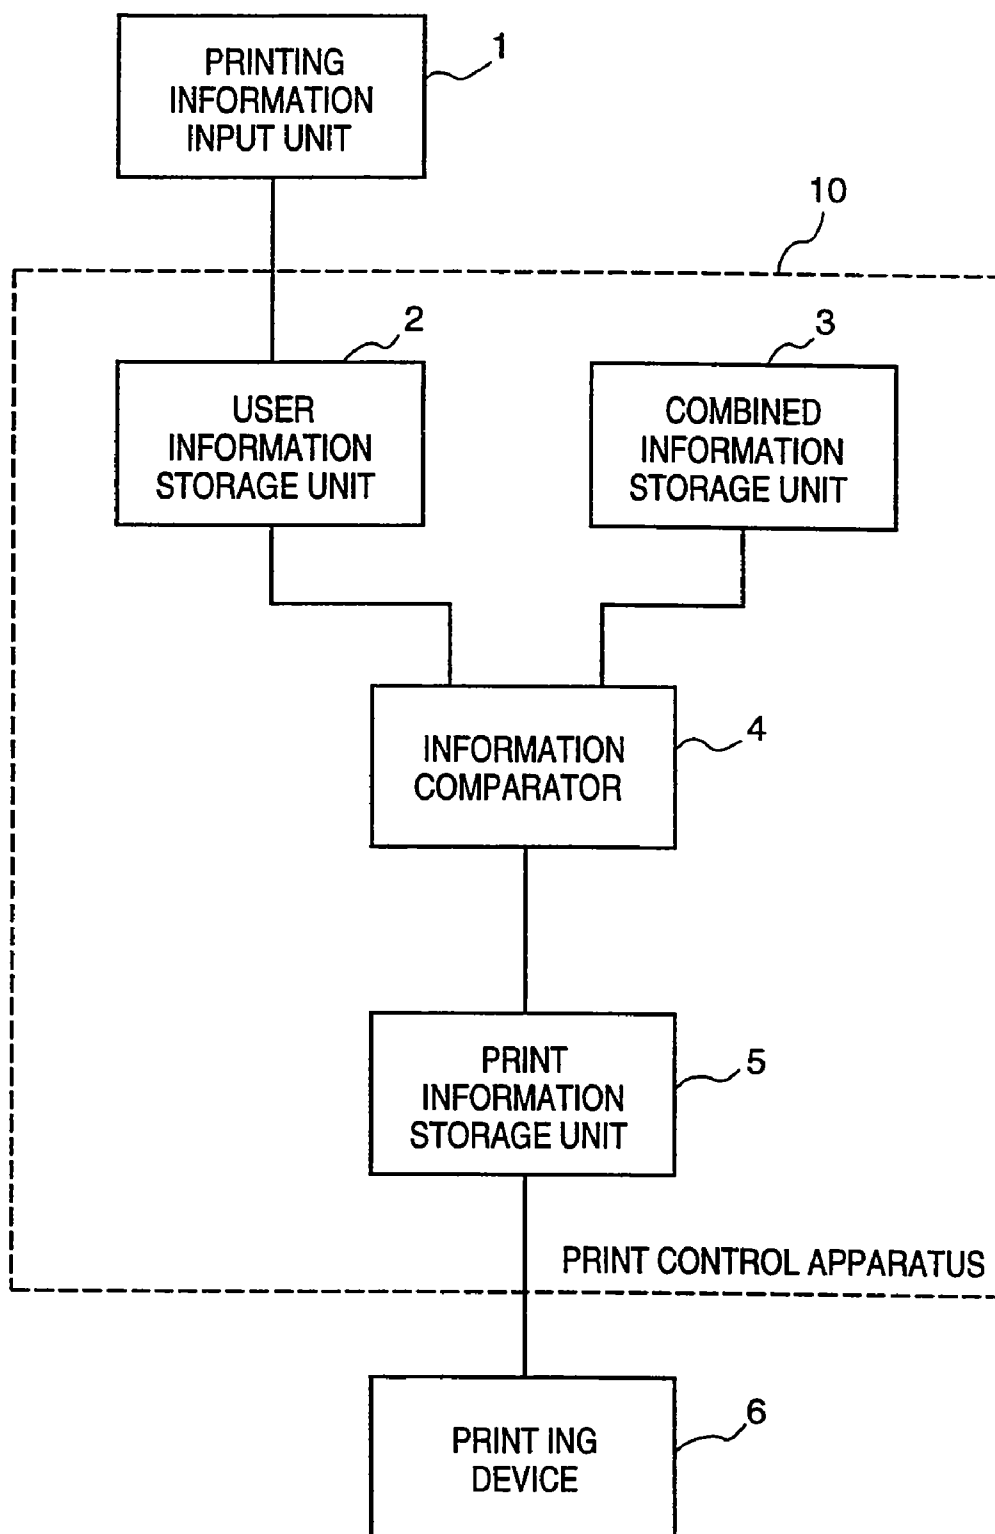 PRINTING
INFORMATION
INPUT UNIT
1
10
2
USER
INFORMATION
STORAGE UNIT
3
COMBINED
INFORMATION
STORAGE UNIT
INFORMATION
COMPARATOR
4
PRINT
INFORMATION
STORAGE UNIT
5
PRINT CONTROL APPARATUS
PRINT ING
DEVICE
6